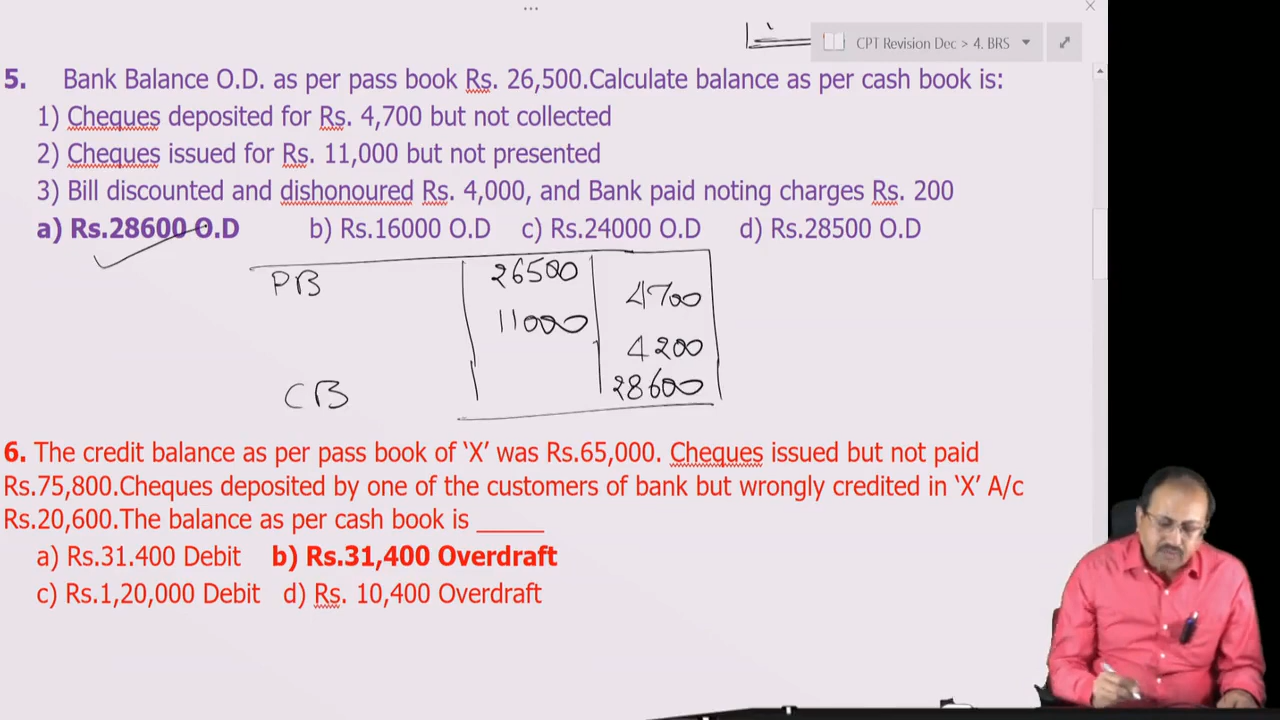 CPT Revision Dec > 4. BRS
5. Bank Balance O.D. as per pass book Rs. 26,500.Calculate balance as per cash book is:
1) Cheques deposited for Rs. 4,700 but not collected
2) Cheques issued for Rs. 11,000 but not presented
3) Bill discounted and dishonoured Rs. 4,000, and Bank paid noting charges Rs. 200
a) Rs.28600 O.D b) Rs.16000 O.D c) Rs.24000 O.D d) Rs.28500 O.D
PB 26500
4700
11000
4200
CB 28600
6. The credit balance as per pass book of ‘X’ was Rs.65,000. Cheques issued but not paid
Rs.75,800.Cheques deposited by one of the customers of bank but wrongly credited in ‘X’ A/c
Rs.20,600.The balance as per cash book is _____
a) Rs.31.400 Debit b) Rs.31,400 Overdraft
c) Rs.1,20,000 Debit d) Rs. 10,400 Overdraft